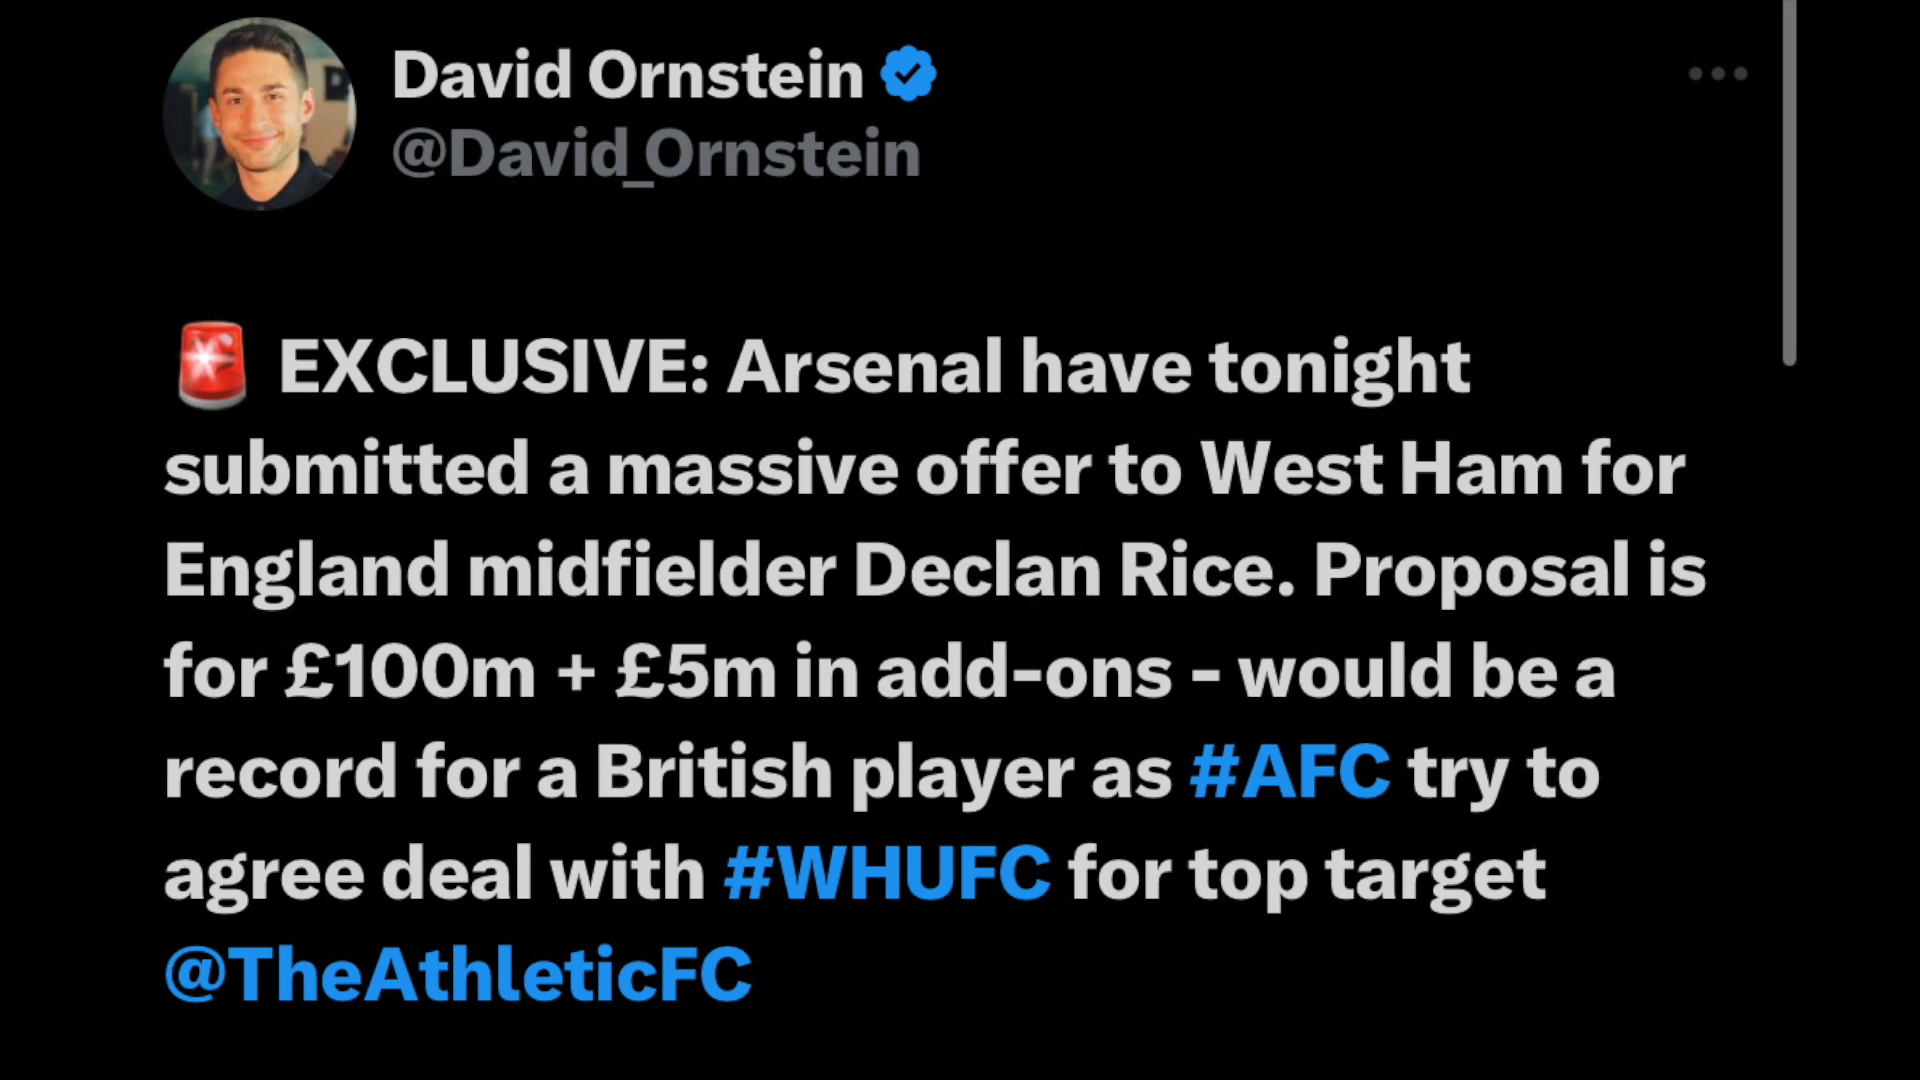 David Ornstein
@David_Ornstein
🚨 EXCLUSIVE: Arsenal have tonight
submitted a massive offer to West Ham for
England midfielder Declan Rice. Proposal is
for £100m + £5m in add-ons - would be a
record for a British player as #AFC try to
agree deal with #WHUFC for top target
@TheAthleticFC